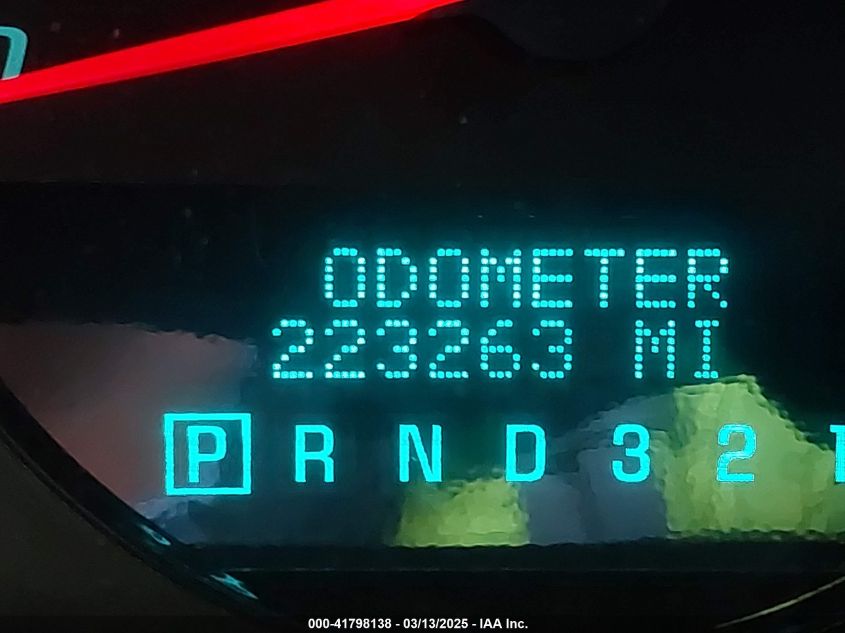 ODOMETER
223263 MI
P R N D 3 2
000-41798138 - 03/13/2025 - IAA Inc.